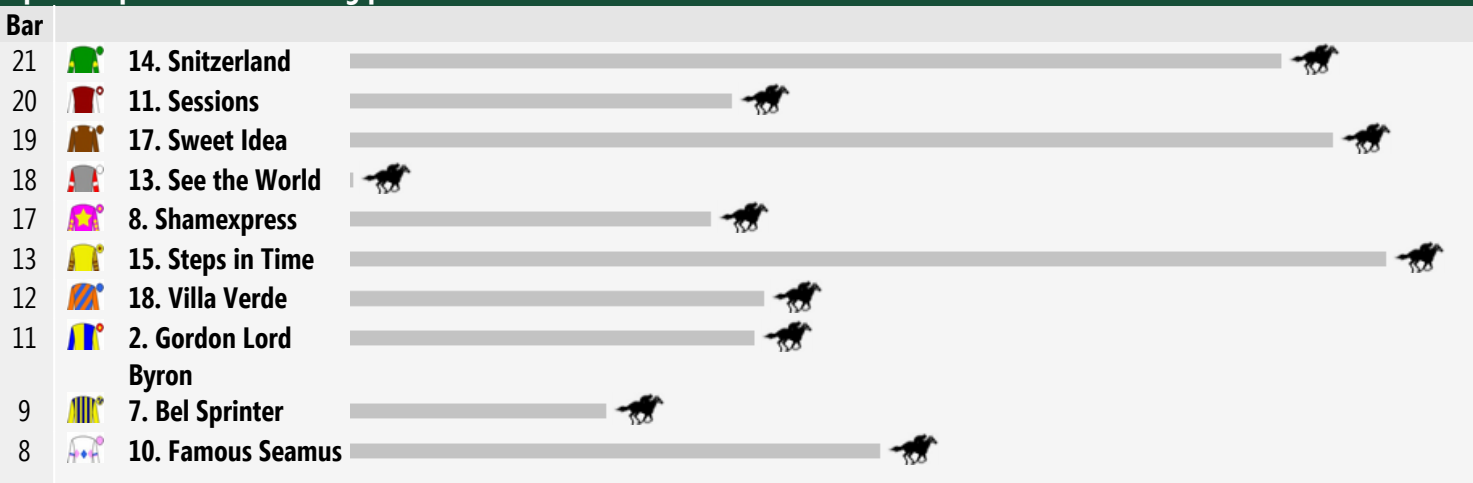 Bar
21 14. Snitzerland
20 11. Sessions
19 17. Sweet Idea
18 13. See the World
17 8. Shamexpress
13 15. Steps in Time
12 18. Villa Verde
11 2. Gordon Lord
Byron
9 7. Bel Sprinter
8 10. Famous Seamus